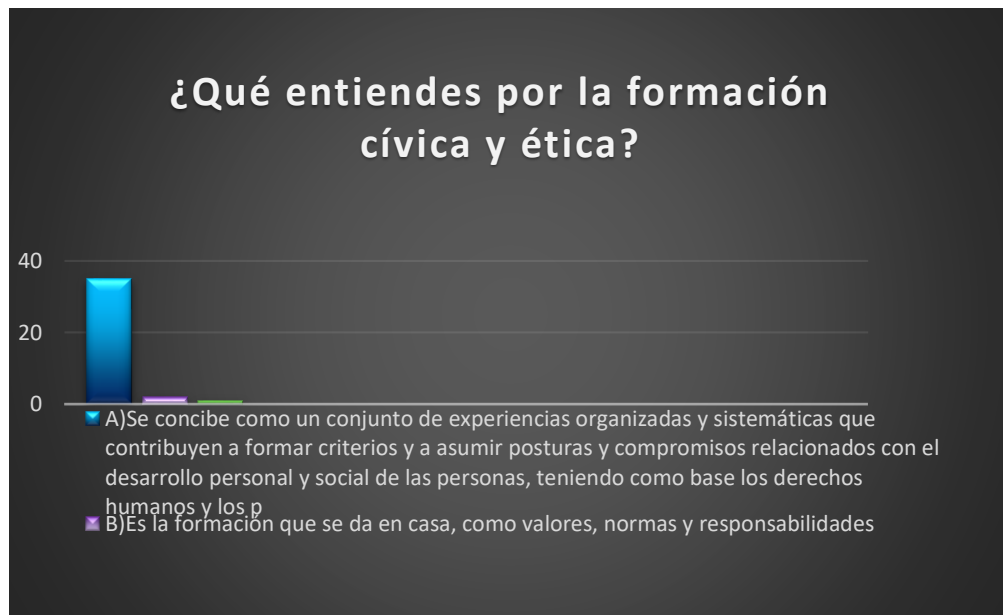 ¿Qué entiendes por la formación
cívica y ética?
40
20
0
A)Se concibe como un conjunto de experiencias organizadas y sistemáticas que
contribuyen a formar criterios y a asumir posturas y compromisos relacionados con el
desarrollo personal y social de las personas, teniendo como base los derechos
humanos y los p
B)Es la formación que se da en casa, como valores, normas y responsabilidades